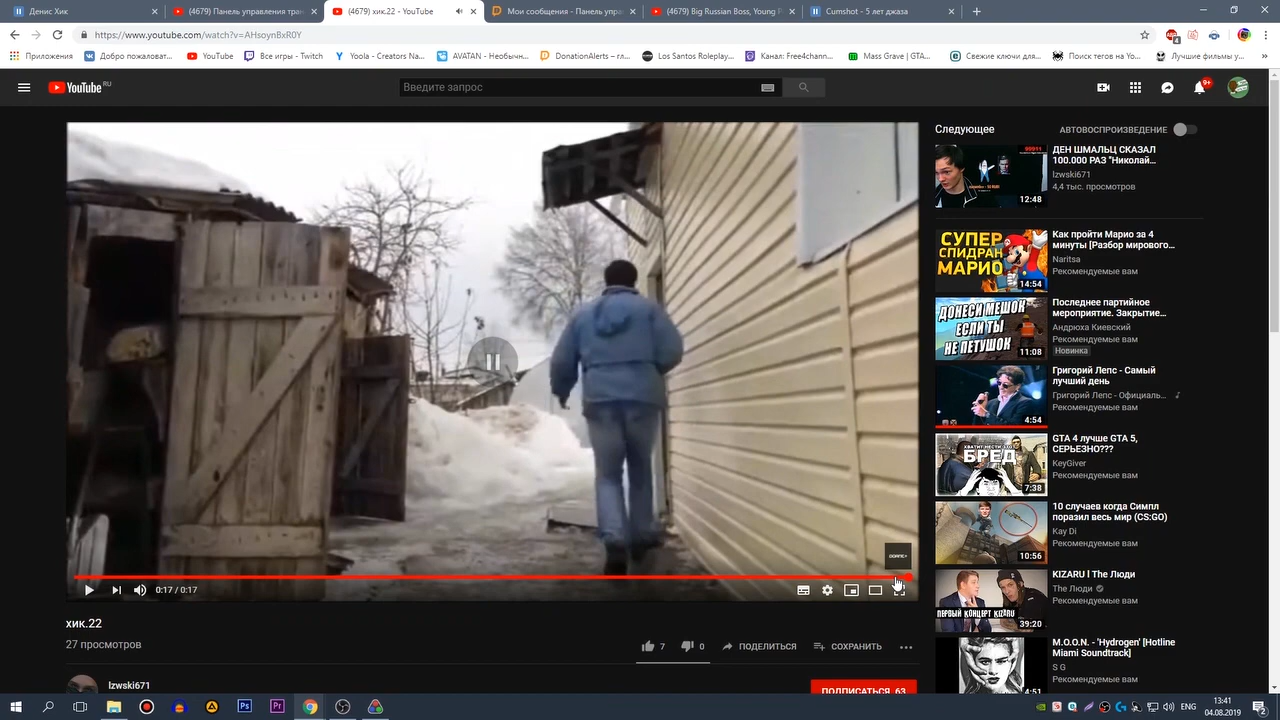 Денис Хик
(4679) Панель управления тран
(4679) хик.22 - YouTube
Мои сообщения - Панель упра
(4679) Big Russian Boss, Young P
Cumshot - 5 лет джаза
https://www.youtube.com/watch?v=AHsoynBxR0Y
Приложения
Добро пожаловат...
YouTube
Все игры - Twitch
Yoola - Creators Na...
AVATAN - Необычн...
DonationAlerts – гл...
Los Santos Roleplay...
Канал: Free4chann...
Mass Grave | GTA...
Свежие ключи для...
Поиск тегов на Yo...
Лучшие фильмы у...
YouTube RU
Введите запрос
9+
Следующее
АВТОВОСПРОИЗВЕДЕНИЕ
ДЕН ШМАЛЬЦ СКАЗАЛ
100.000 РАЗ "Николай...
lzwski671
4,4 тыс. просмотров
12:48
СУПЕР
СПИДРАН
МАРИО
14:54
Как пройти Марио за 4
минуты [Разбор мирового...
Naritsa
Рекомендуемые вам
ДОНЕСИ МЕШОК
ЕСЛИ ТЫ
НЕ ПЕТУШОК
11:08
Последнее партийное
мероприятие. Закрытие...
Андрюха Киевский
Рекомендуемые вам
Новинка
Григорий Лепс - Самый
лучший день
Григорий Лепс - Официаль...
Рекомендуемые вам
4:54
БРЕД
7:38
GTA 4 лучше GTA 5,
СЕРЬЕЗНО???
KeyGiver
Рекомендуемые вам
10 случаев когда Симпл
поразил весь мир (CS:GO)
Kay Di
Рекомендуемые вам
10:56
KIZARU l The Люди
The Люди
Рекомендуемые вам
ПЕРВЫЙ КОНЦЕРТ KIZARU
39:20
M.O.O.N. - 'Hydrogen' [Hotline
Miami Soundtrack]
S G
Рекомендуемые вам
4:51
0:17 / 0:17
хик.22
27 просмотров
7
0
ПОДЕЛИТЬСЯ
СОХРАНИТЬ
lzwski671
ПОДПИСАТЬСЯ 63
Ps
Pr
ENG
13:41
04.08.2019
2